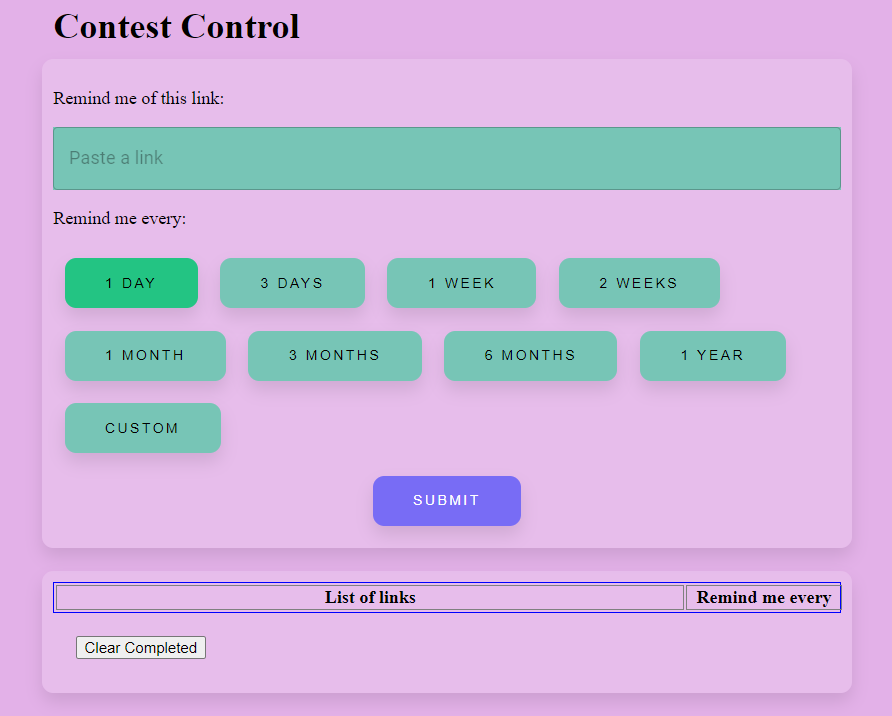 Contest Control
Remind me of this link:
Paste a link
Remind me every:
1 DAY 3 DAYS 1 WEEK 2 WEEKS
1 MONTH 3 MONTHS 6 MONTHS 1 YEAR
CUSTOM
SUBMIT
List of links Remind me every
Clear Completed